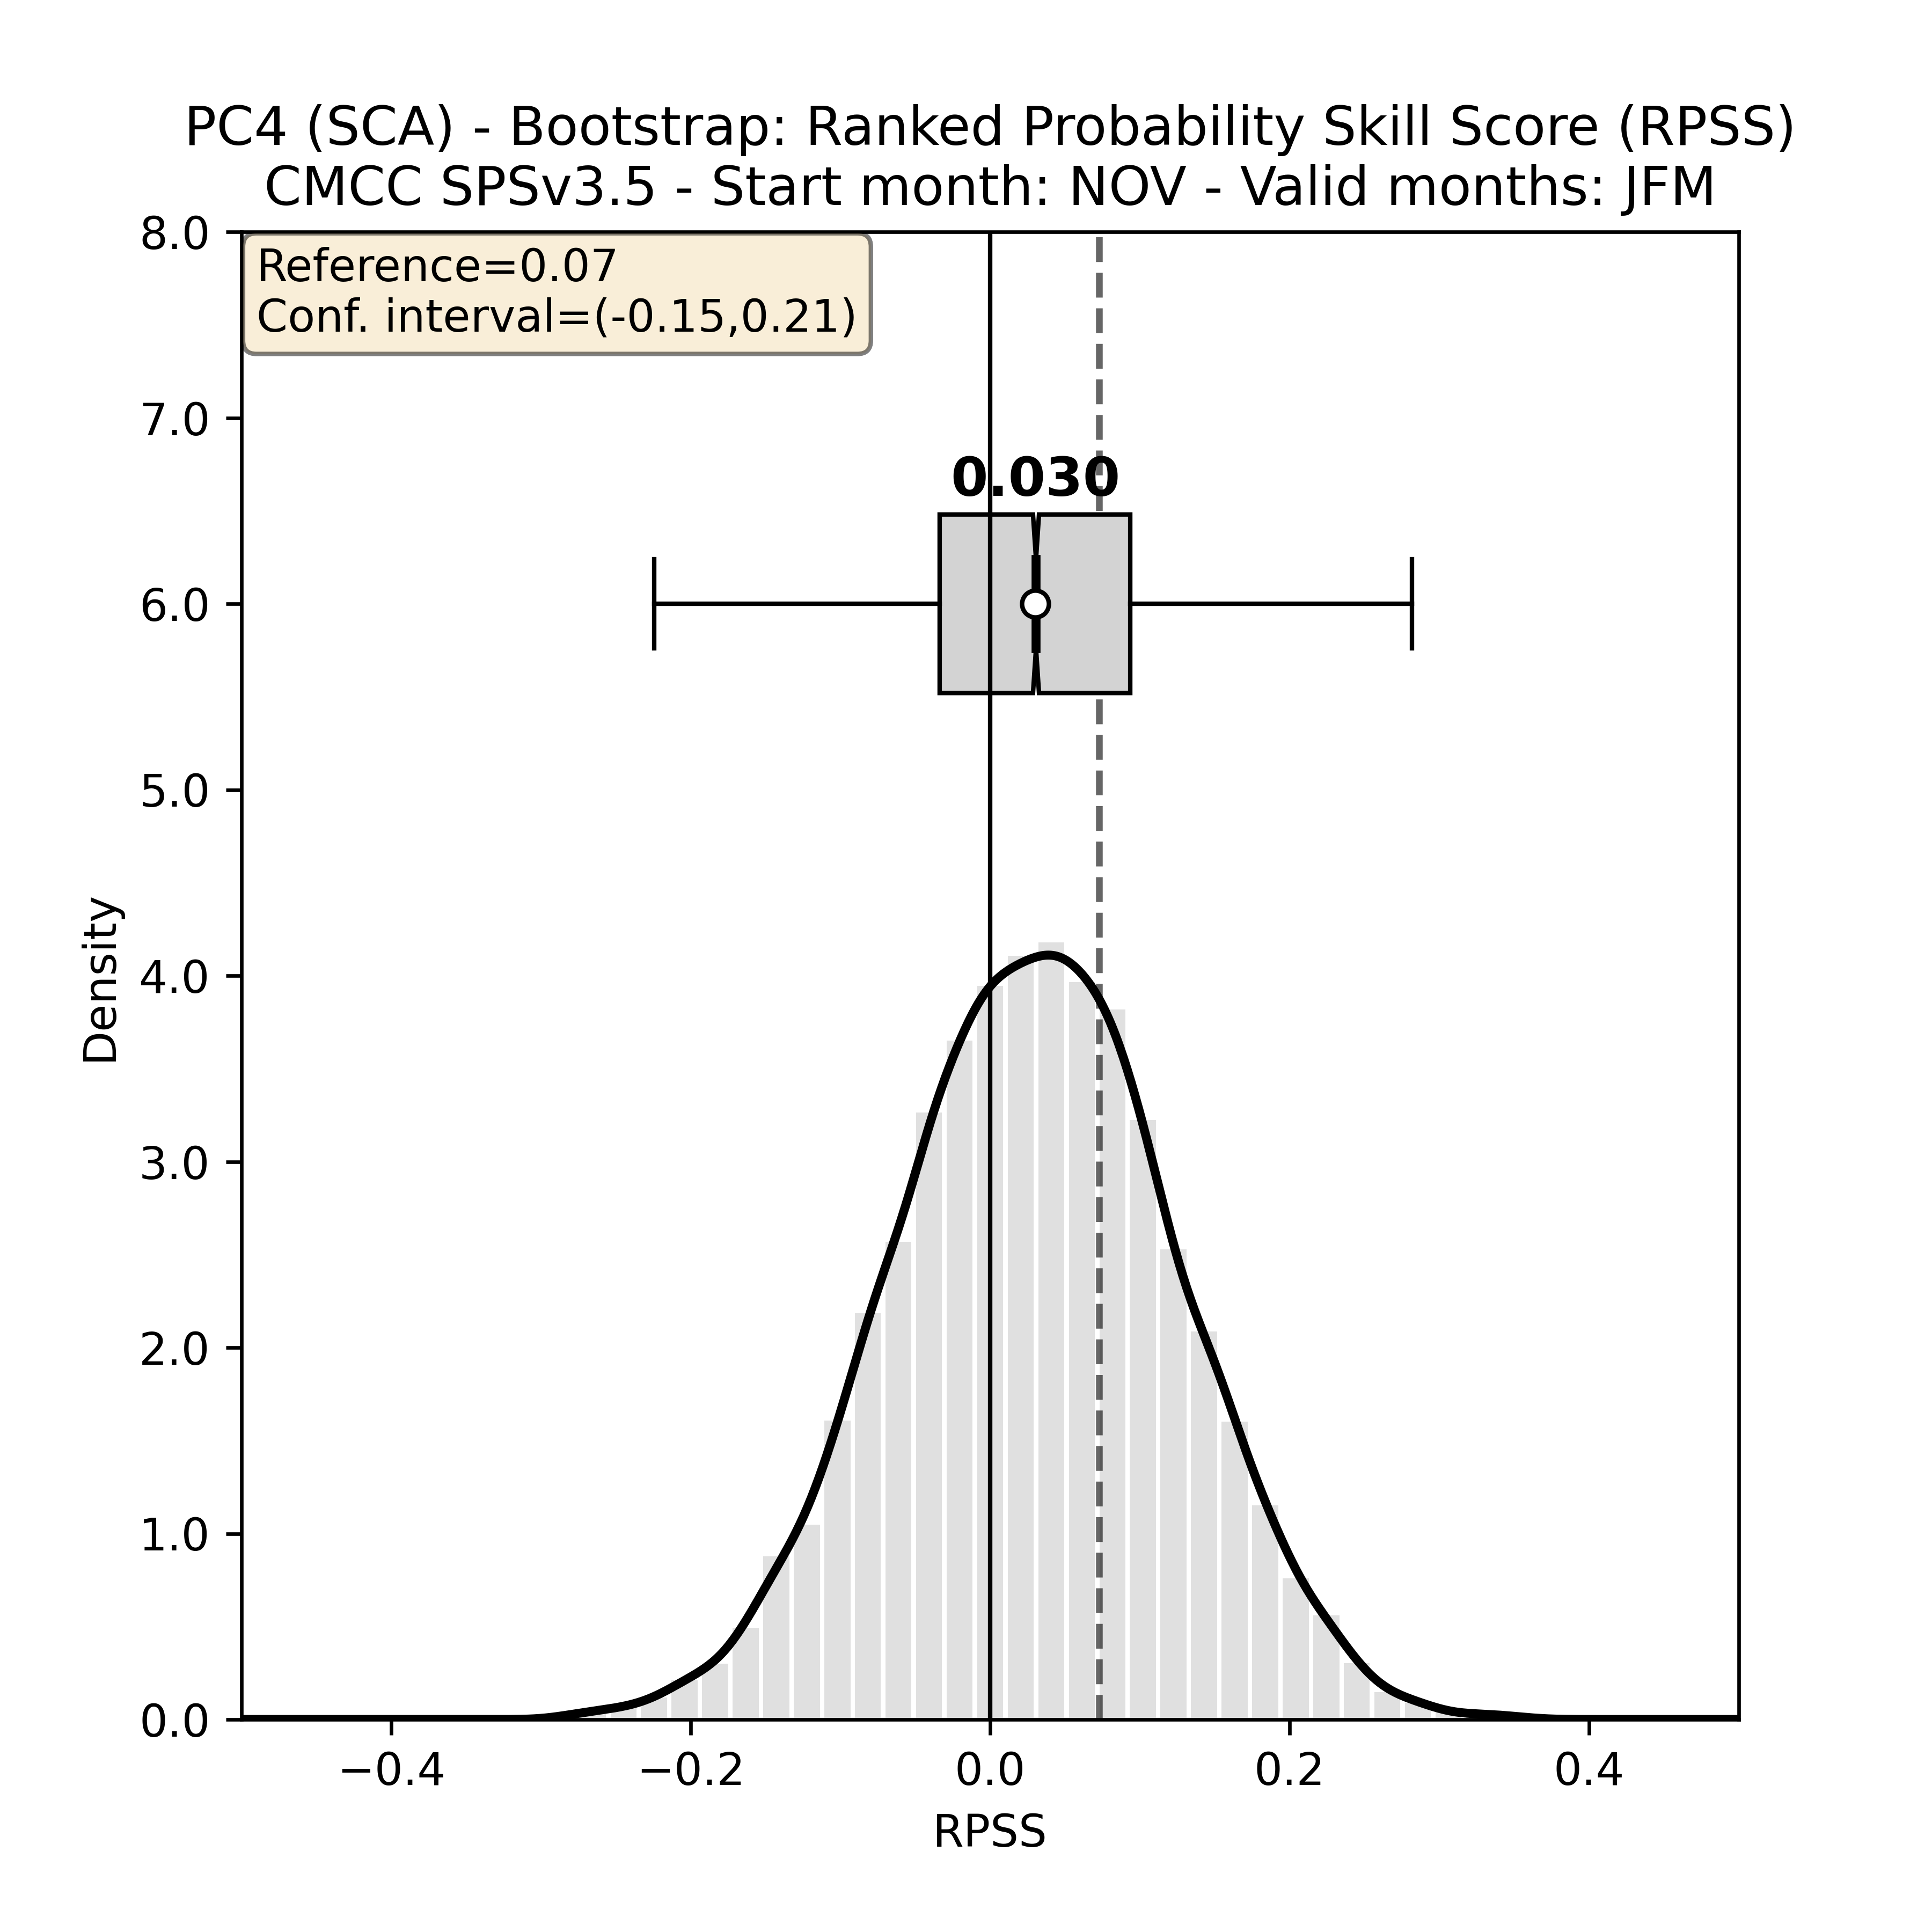 PC4 (SCA) - Bootstrap: Ranked Probability Skill Score (RPSS)
CMCC SPSv3.5 - Start month: NOV - Valid months: JFM
Reference=0.07
Conf. interval=(-0.15,0.21)
0.030
8.0
7.0
6.0
5.0
4.0
3.0
2.0
1.0
0.0
Density
−0.4 −0.2 0.0 0.2 0.4
RPSS